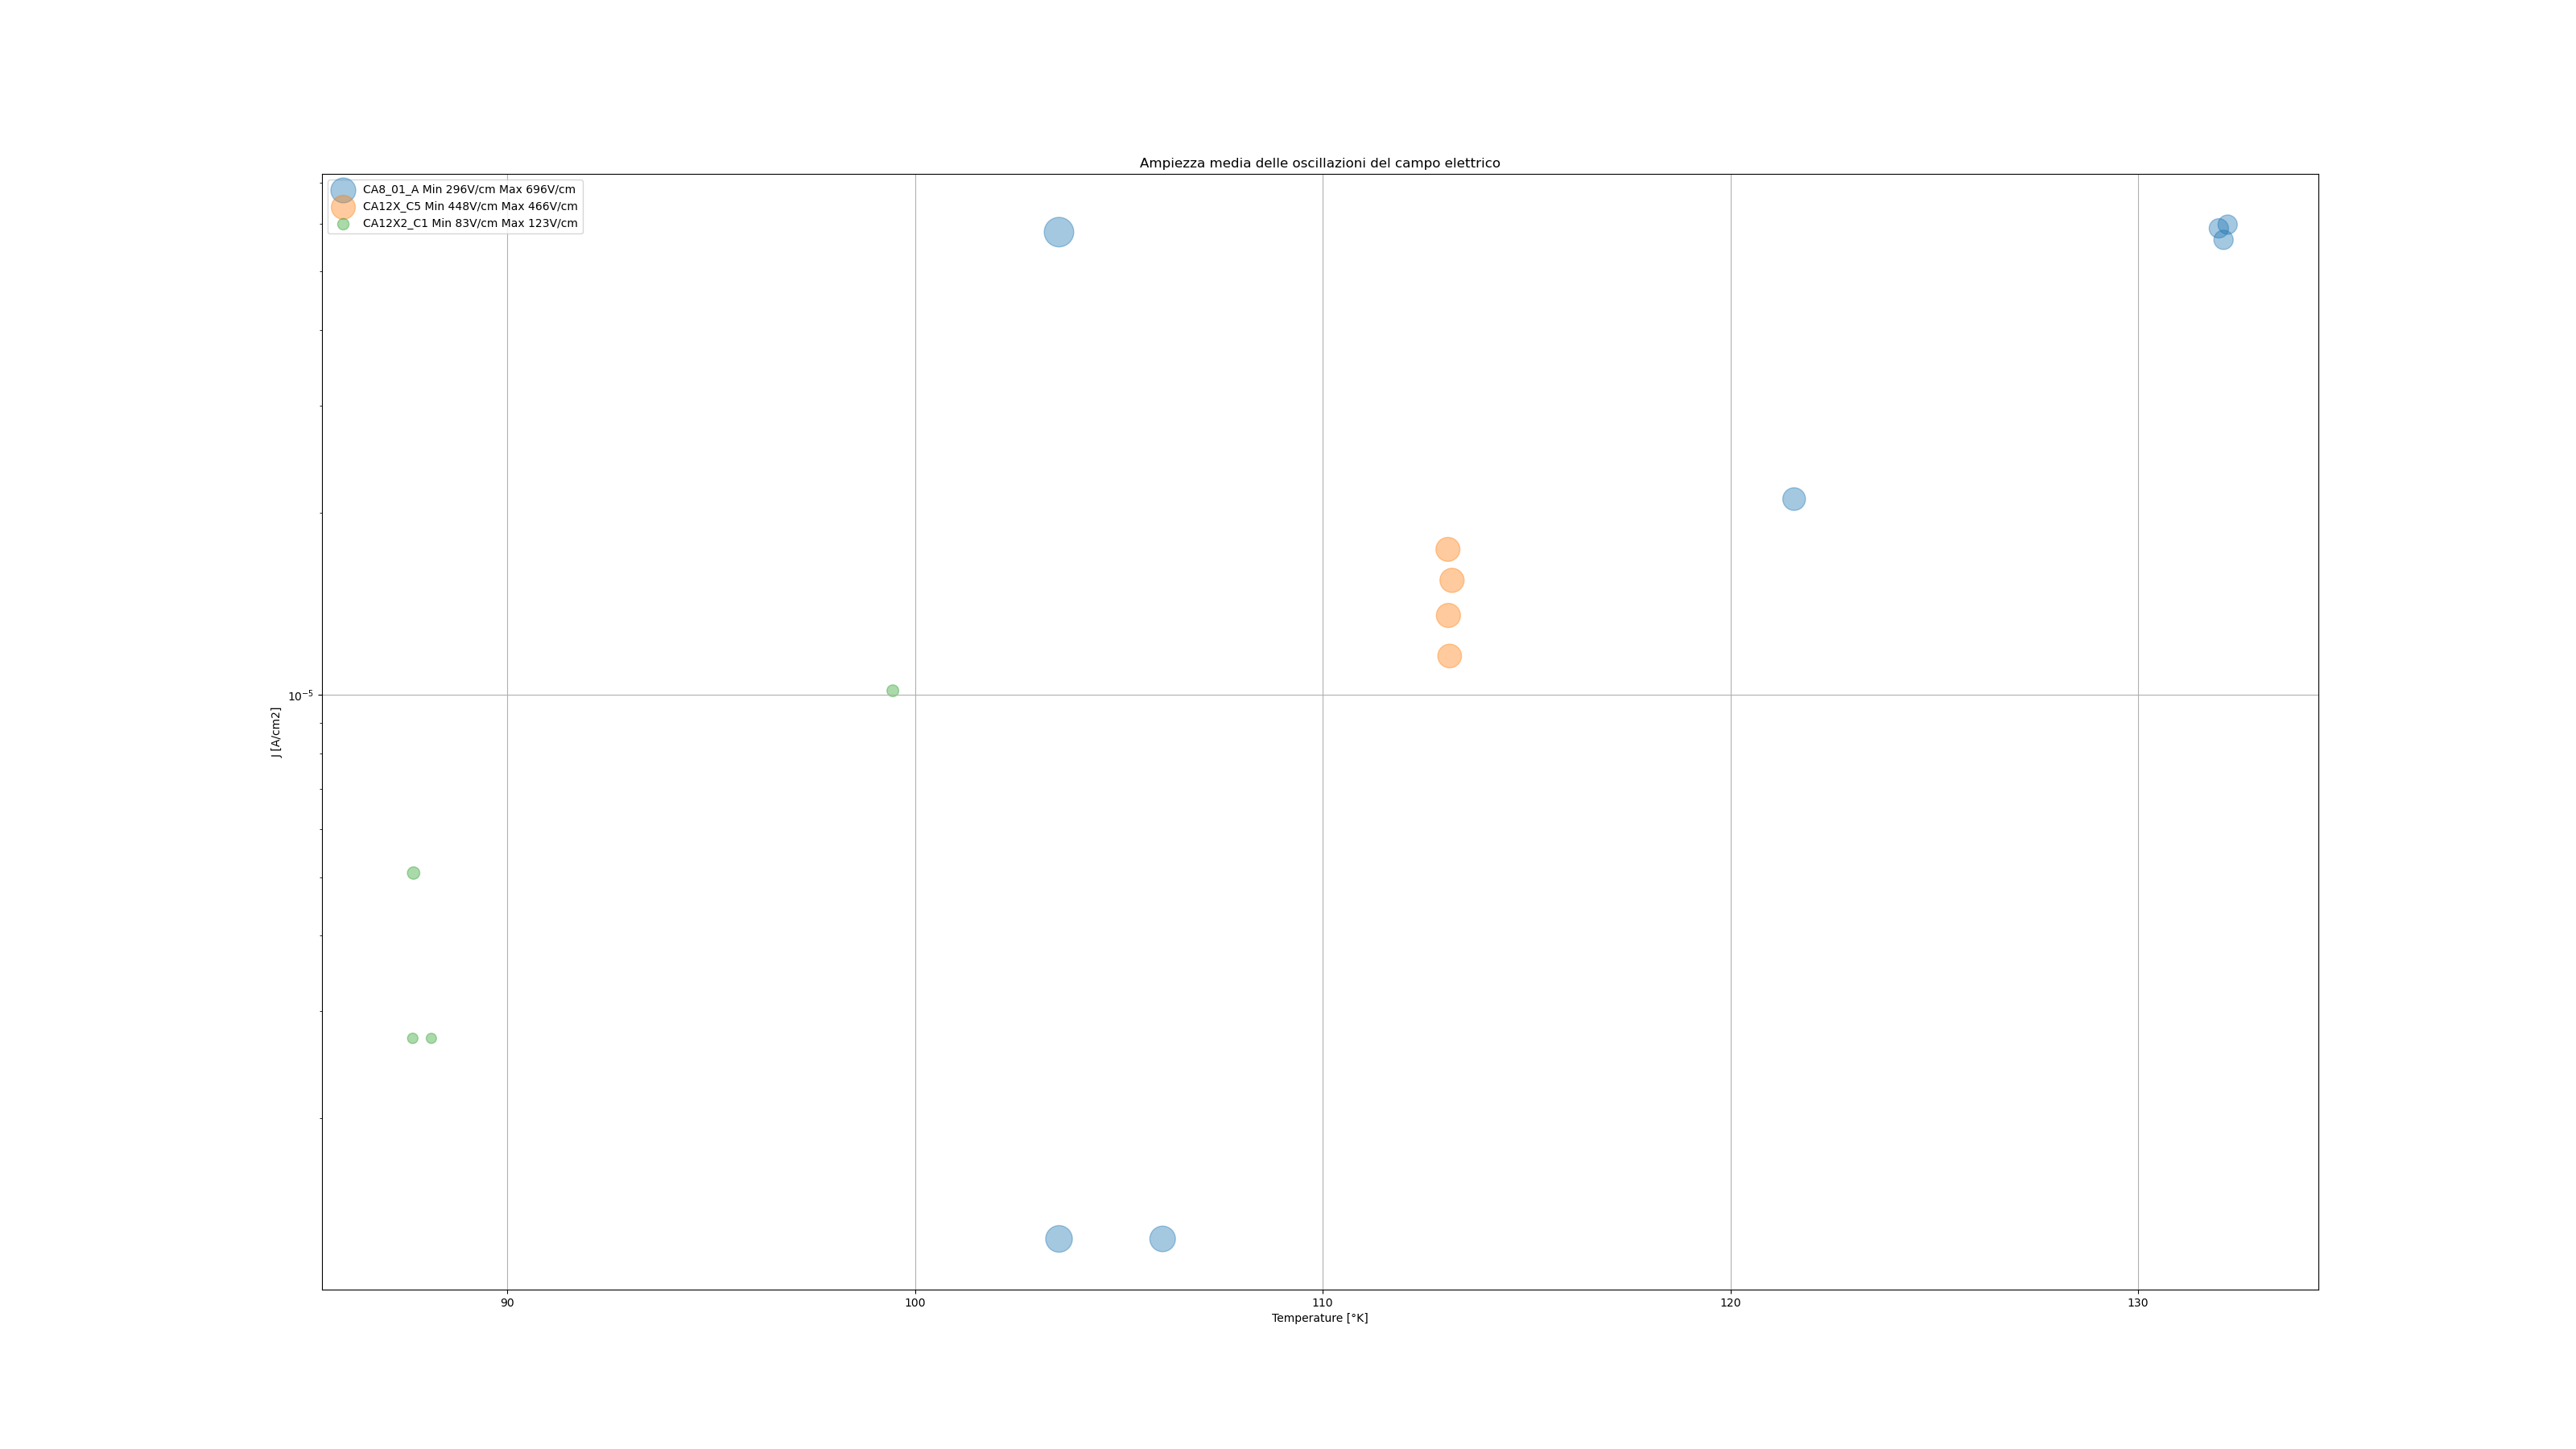 Ampiezza media delle oscillazioni del campo elettrico
CA8_01_A Min 296V/cm Max 696V/cm
CA12X_C5 Min 448V/cm Max 466V/cm
CA12X2_C1 Min 83V/cm Max 123V/cm
10⁻⁵
J [A/cm2]
90 100 110 120 130
Temperature [°K]